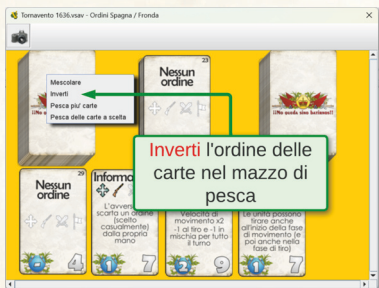 Tornavento 1636.vsav - Ordini Spagna / Fronda
Mescolare
Inverti
Pesca piu' carte
Pesca delle carte a scelta
23
Nessun
ordine
Inverti l'ordine delle
carte nel mazzo di
pesca
29
Nessun
ordine
4
Informa
L'avvers
scarta un ordine
(scelto
casualmente)
dalla propria
mano
1
7
Velocità di
movimento x2
-1 al tiro e -1 in
mischia per tutto
il turno
2
9
Le unità possono
tirare anche
all'inizio della fase
di movimento (e
poi anche nella
fase di tiro)
1
7